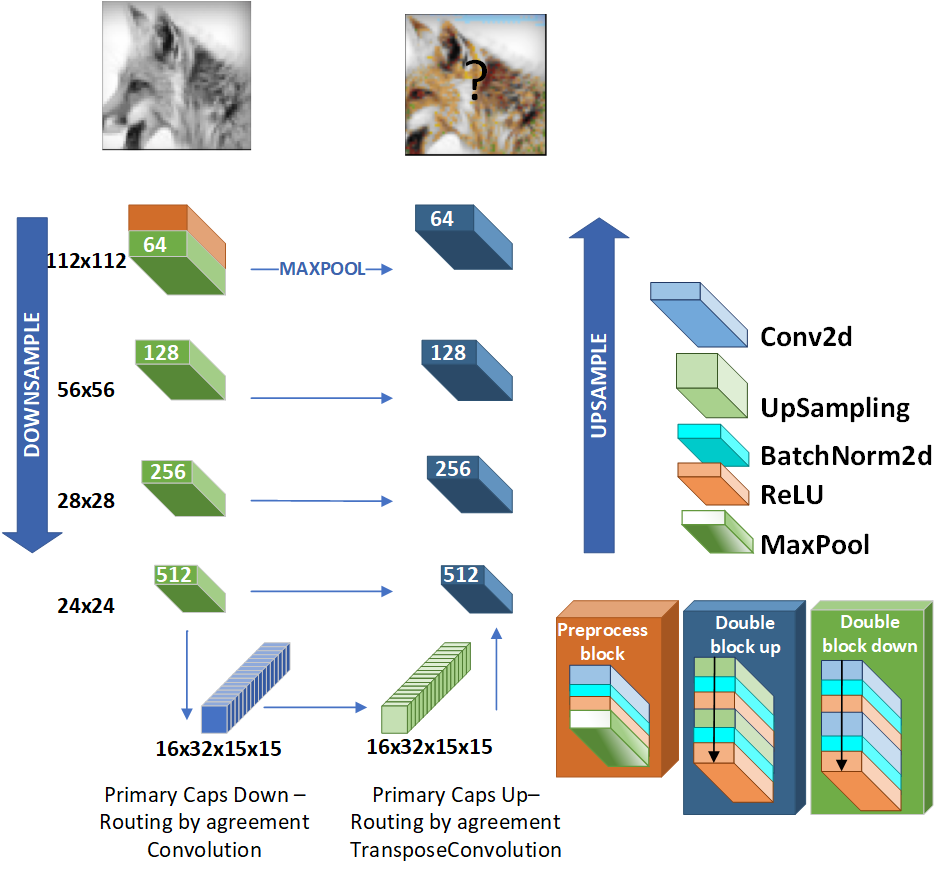 ?
DOWNSAMPLE
112x112
64
MAXPOOL
64
56x56
128
128
28x28
256
256
24x24
512
512
16x32x15x15
16x32x15x15
Primary Caps Down –
Routing by agreement
Convolution
Primary Caps Up–
Routing by agreement
TransposeConvolution
UPSAMPLE
Conv2d
UpSampling
BatchNorm2d
ReLU
MaxPool
Preprocess
block
Double
block up
Double
block down